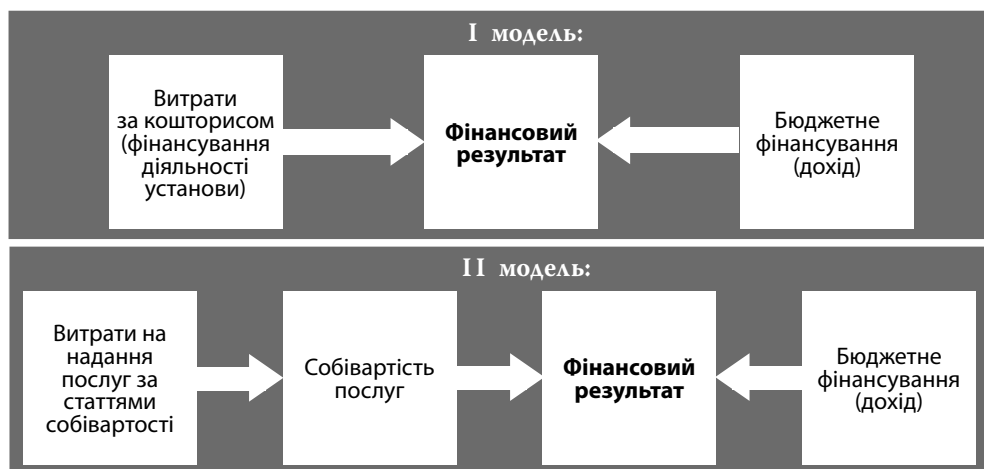 I модель:
Витрати
за кошторисом
(фінансування
діяльності
установи)
Фінансовий
результат
Бюджетне
фінансування
(дохід)
II модель:
Витрати на
надання
послуг за
статтями
собівартості
Собівартість
послуг
Фінансовий
результат
Бюджетне
фінансування
(дохід)